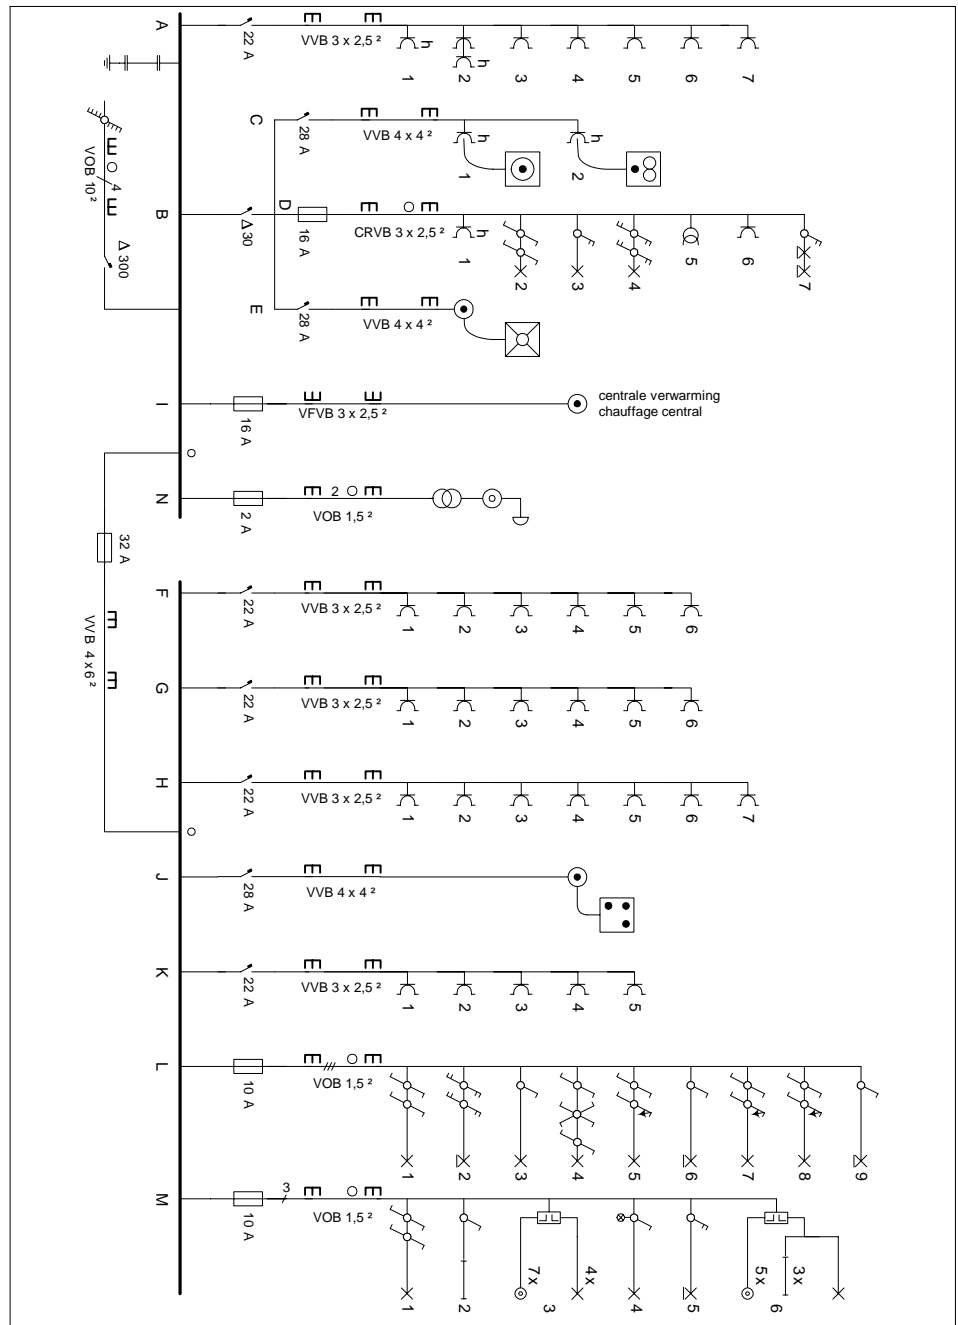 A
22 A
VVB 3 x 2,5 ²
h
h
1
2
3
4
5
6
7
C
28 A
VVB 4 x 4 ²
h
h
1
2
4
VOB 10 ²
Δ 300
B
Δ 30
D
16 A
CRVB 3 x 2,5 ²
h
1
2
3
4
5
6
7
E
28 A
VVB 4 x 4 ²
I
16 A
VFVB 3 x 2,5 ²
centrale verwarming
chauffage central
N
2 A
2
VOB 1,5 ²
32 A
VVB 4 x 6 ²
F
22 A
VVB 3 x 2,5 ²
1
2
3
4
5
6
G
22 A
VVB 3 x 2,5 ²
1
2
3
4
5
6
H
22 A
VVB 3 x 2,5 ²
1
2
3
4
5
6
7
J
28 A
VVB 4 x 4 ²
K
22 A
VVB 3 x 2,5 ²
1
2
3
4
5
L
10 A
VOB 1,5 ²
1
2
3
4
5
6
7
8
9
M
10 A
3
VOB 1,5 ²
7x
4x
5x
3x
1
2
3
4
5
6